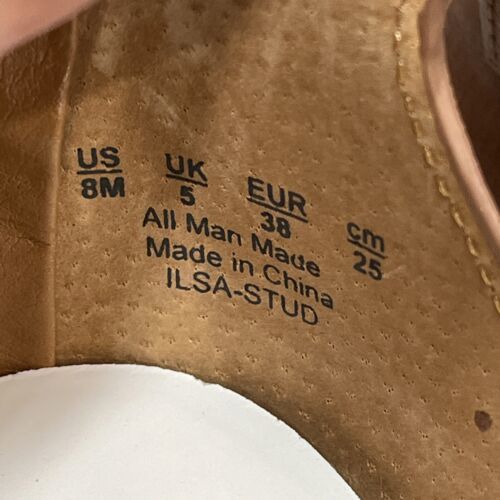 US UK EUR cm
8M 5 38 25
All Man Made
Made in China
ILSA-STUD